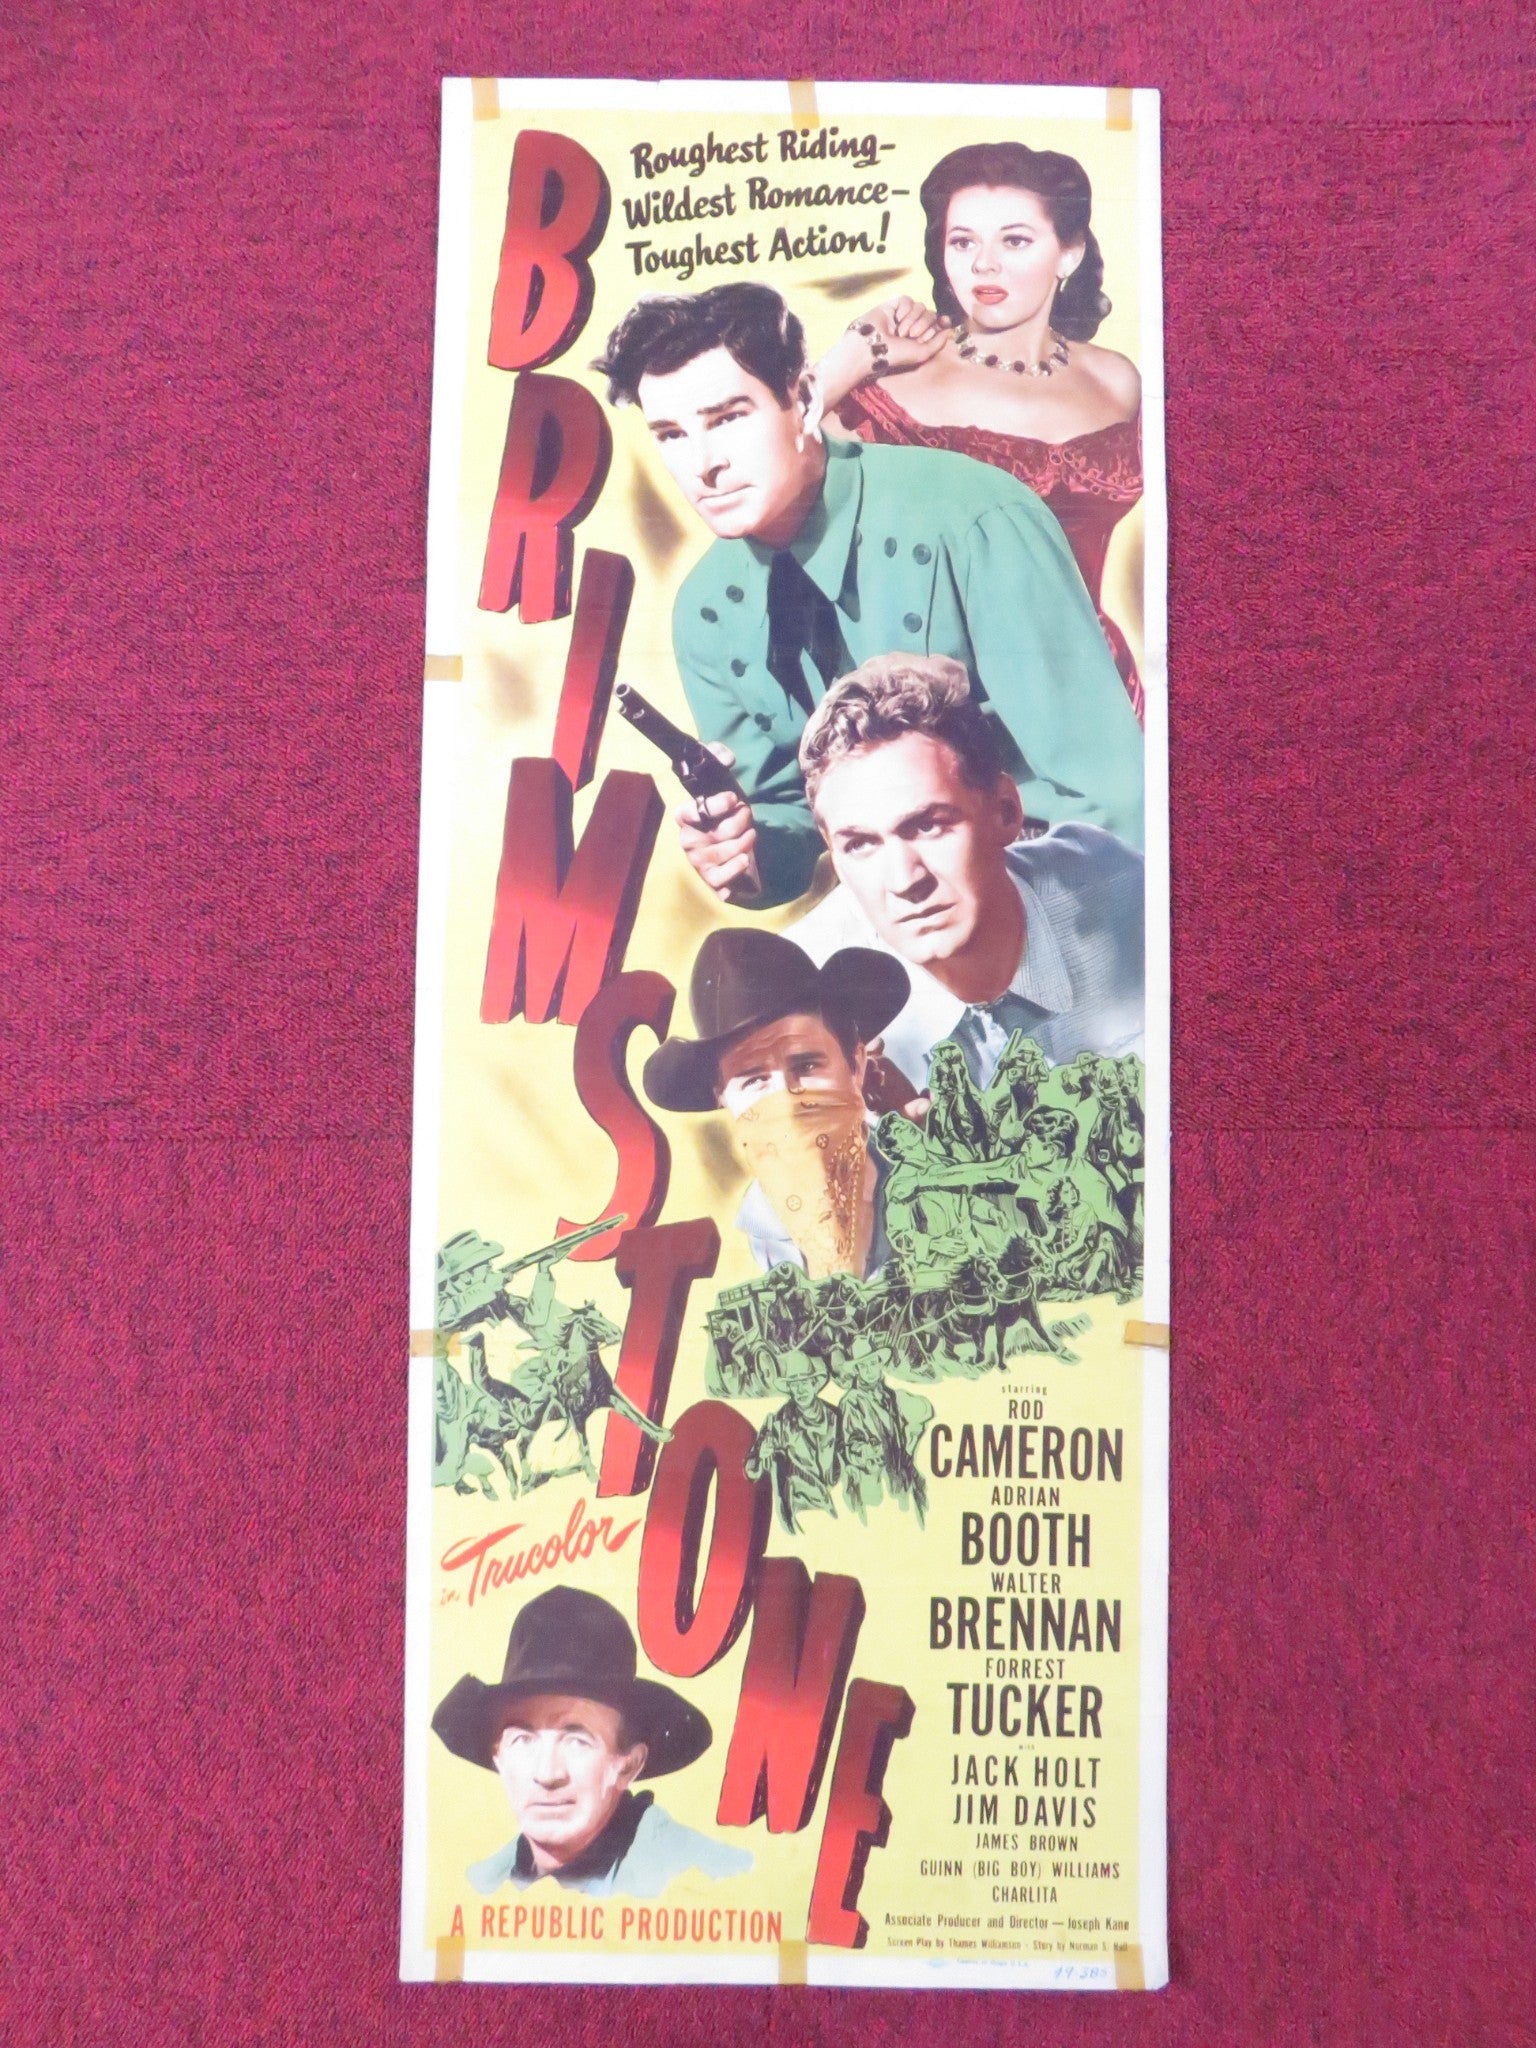 Roughest Riding-
Wildest Romance-
Toughest Action!
BRIMSTONE
in Trucolor
starring
ROD
CAMERON
ADRIAN
BOOTH
WALTER
BRENNAN
FORREST
TUCKER
WITH
JACK HOLT
JIM DAVIS
JAMES BROWN
GUINN (BIG BOY) WILLIAMS
CHARLITA
Associate Producer and Director — Joseph Kane
Screen Play by Thames Williamson - Story by Norman S. Hall
A REPUBLIC PRODUCTION